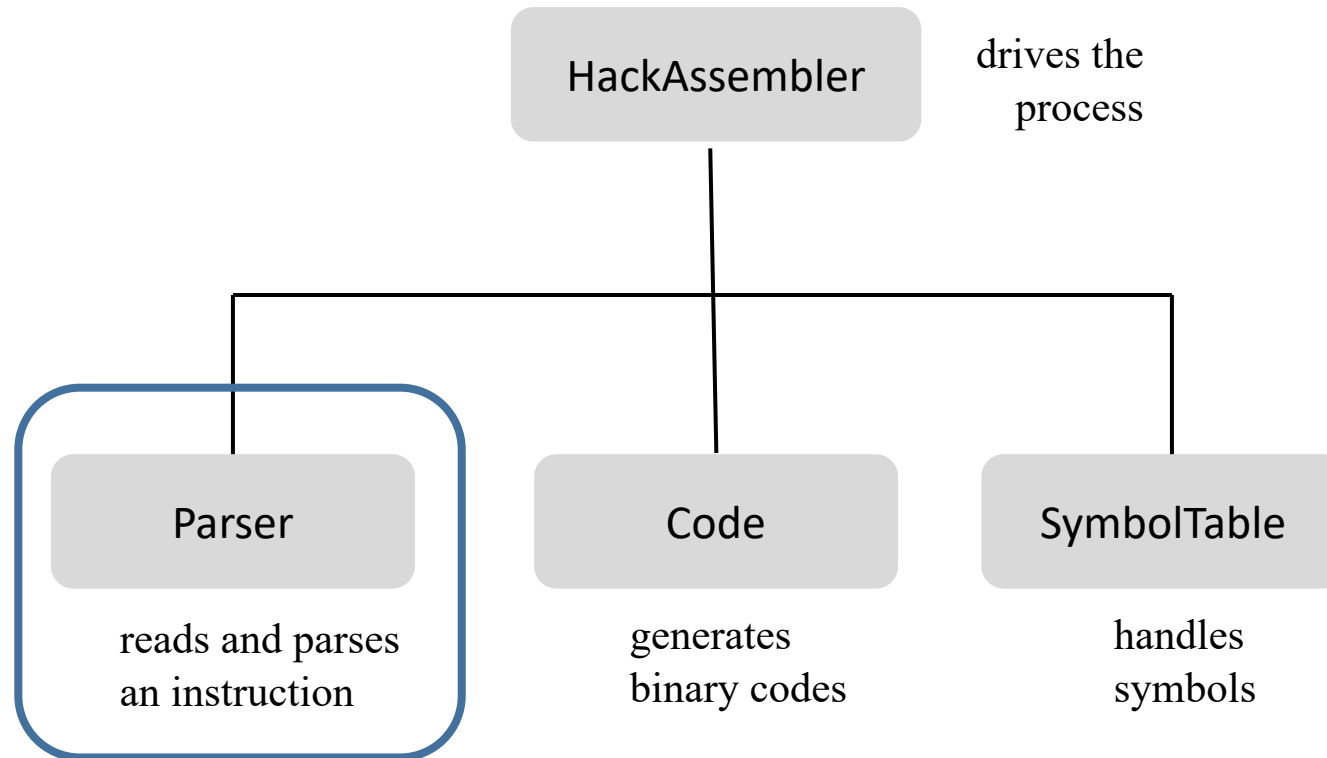 HackAssembler
drives the
process
Parser
reads and parses
an instruction
Code
generates
binary codes
SymbolTable
handles
symbols